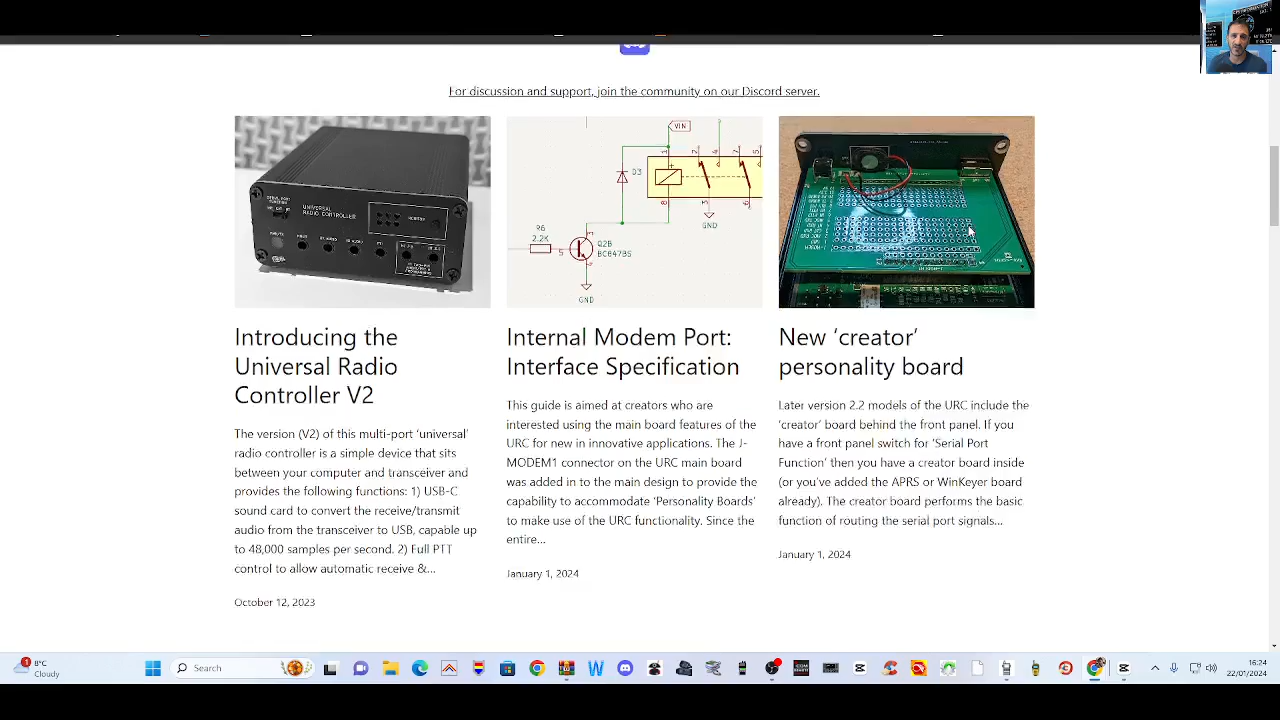 For discussion and support, join the community on our Discord server.
UNIVERSAL
RADIO CONTROLLER
VIN
D3
1
8
7
5
3
6
GND
R6
2.2K
5
Q2B
BC847BS
GND
Introducing the
Universal Radio
Controller V2
The version (V2) of this multi-port ‘universal’
radio controller is a simple device that sits
between your computer and transceiver and
provides the following functions: 1) USB-C
sound card to convert the receive/transmit
audio from the transceiver to USB, capable up
to 48,000 samples per second. 2) Full PTT
control to allow automatic receive &...
October 12, 2023
Internal Modem Port:
Interface Specification
This guide is aimed at creators who are
interested using the main board features of the
URC for new in innovative applications. The J-
MODEM1 connector on the URC main board
was added in to the main design to provide the
capability to accommodate ‘Personality Boards’
to make use of the URC functionality. Since the
entire...
January 1, 2024
New ‘creator’
personality board
Later version 2.2 models of the URC include the
‘creator’ board behind the front panel. If you
have a front panel switch for ‘Serial Port
Function’ then you have a creator board inside
(or you’ve added the APRS or WinKeyer board
already). The creator board performs the basic
function of routing the serial port signals...
January 1, 2024
1
8°C
Cloudy
Search
16:24
22/01/2024